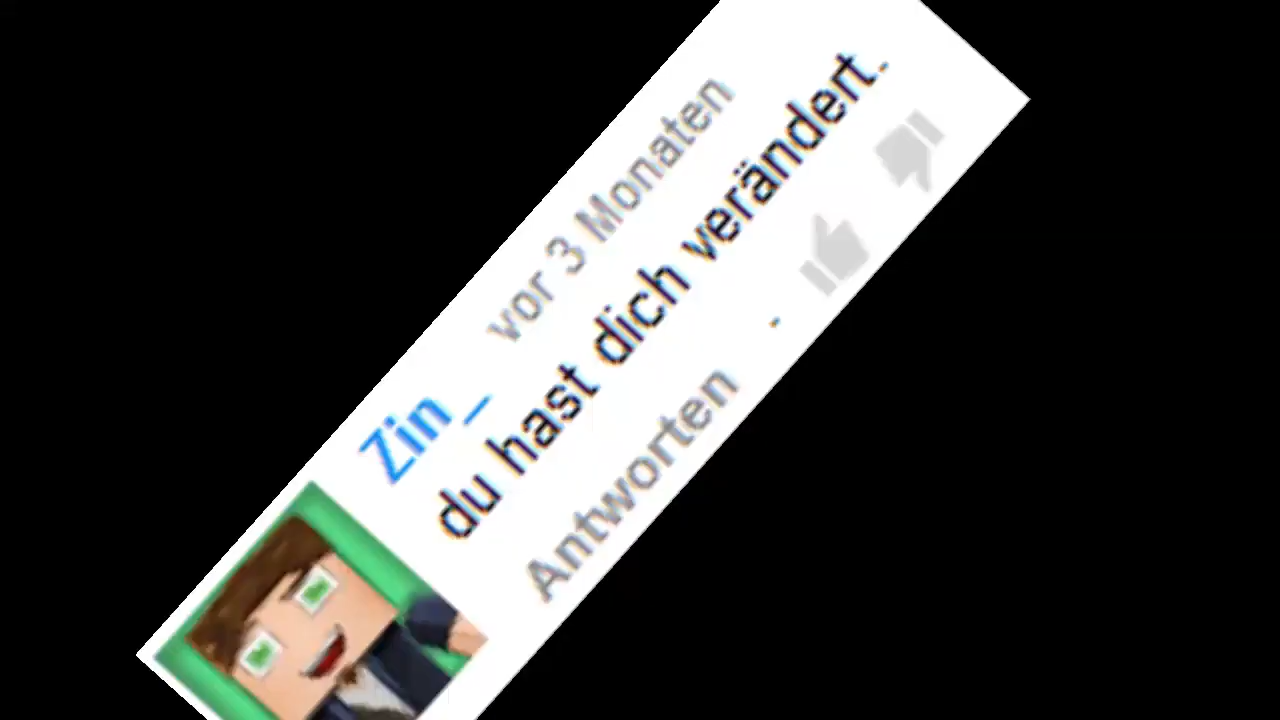 Zin_ vor 3 Monaten
du hast dich verändert.
Antworten ·